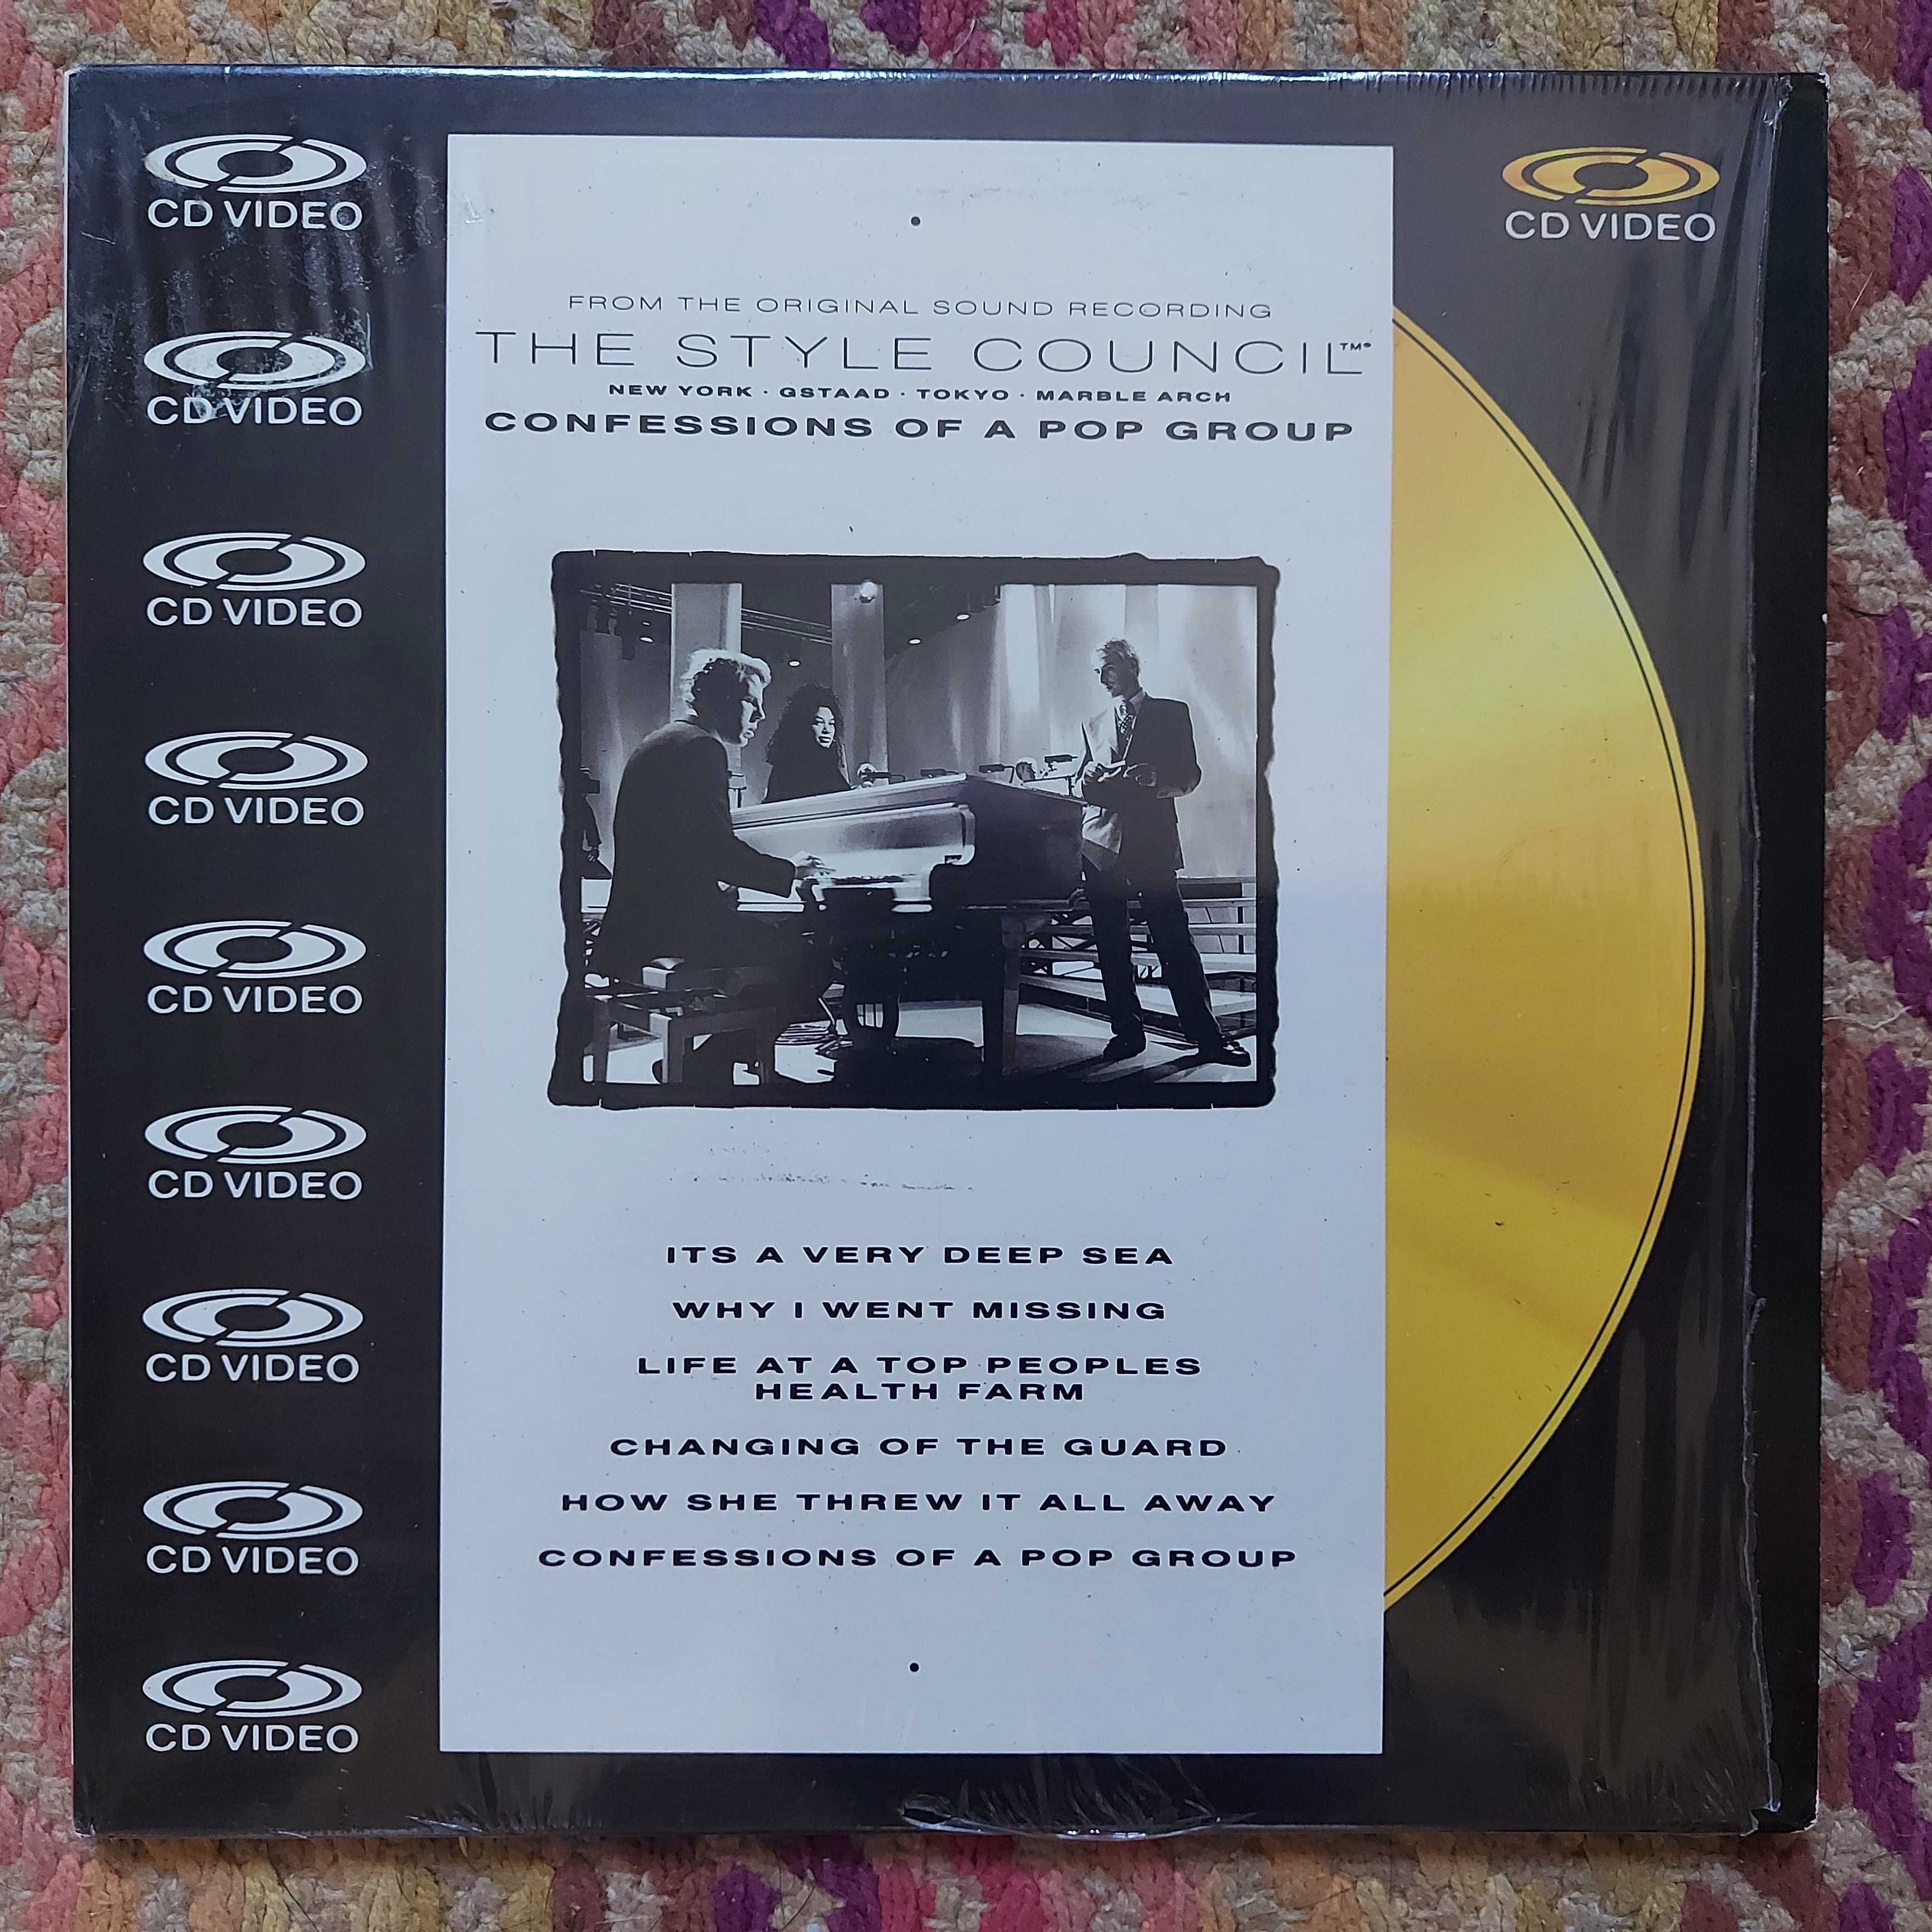 CD VIDEO
CD VIDEO
CD VIDEO
CD VIDEO
CD VIDEO
CD VIDEO
CD VIDEO
CD VIDEO
CD VIDEO
FROM THE ORIGINAL SOUND RECORDING
THE STYLE COUNCIL™
NEW YORK · GSTAAD · TOKYO · MARBLE ARCH
CONFESSIONS OF A POP GROUP
ITS A VERY DEEP SEA
WHY I WENT MISSING
LIFE AT A TOP PEOPLES
HEALTH FARM
CHANGING OF THE GUARD
HOW SHE THREW IT ALL AWAY
CONFESSIONS OF A POP GROUP
CD VIDEO